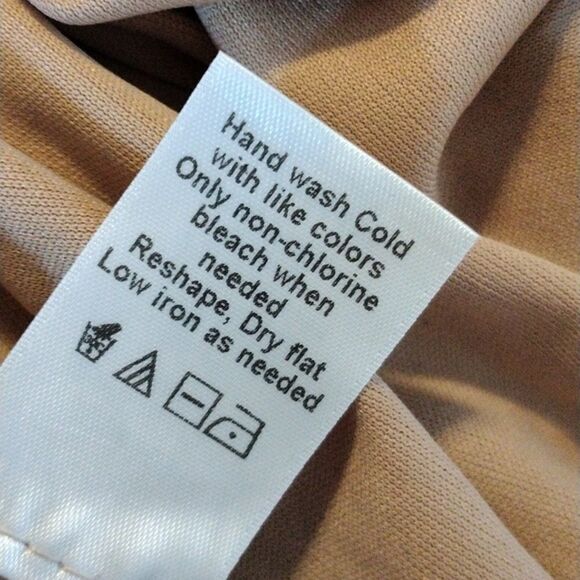 Hand wash Cold
with like colors
Only non-chlorine
bleach when
needed
Reshape, Dry flat
Low iron as needed